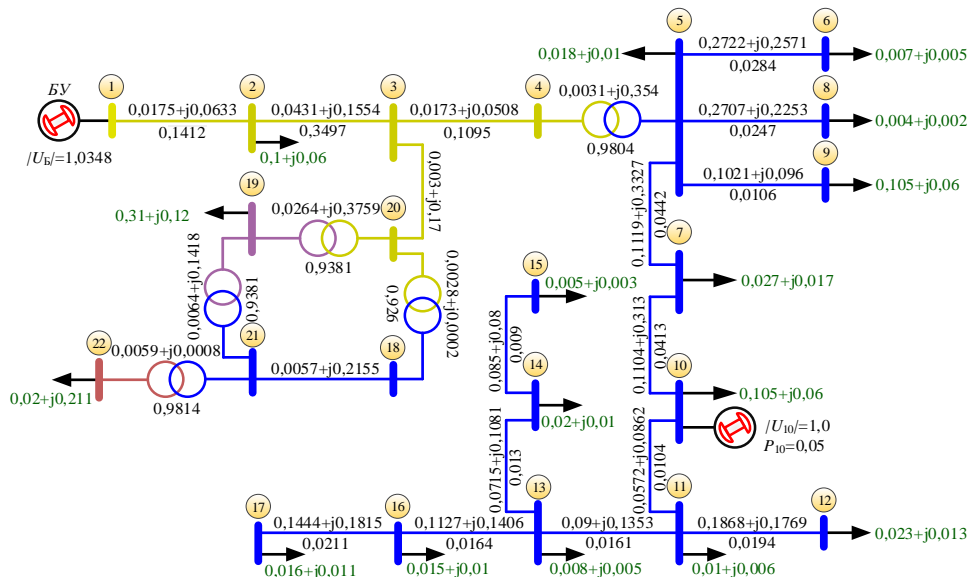 5
6
0,018+j0,01
0,2722+j0,2571
0,0284
0,007+j0,005
БУ
1
2
3
4
0,0031+j0,354
8
0,0175+j0,0633
0,0431+j0,1554
0,0173+j0,0508
0,2707+j0,2253
0,1412
0,3497
0,1095
0,9804
0,0247
0,004+j0,002
/UБ/=1,0348
0,1+j0,06
9
0,1021+j0,096
0,0106
0,105+j0,06
0,003+j0,17
0,1119+j0,3327
0,0442
19
0,31+j0,12
0,0264+j0,3759
20
0,9381
7
0,027+j0,017
0,0064+j0,1418
0,9381
0,0028+j0,0002
0,926
15
0,005+j0,003
0,085+j0,08
0,009
0,1104+j0,313
0,0413
22
0,0059+j0,0008
21
0,0057+j0,2155
18
14
10
0,02+j0,211
0,9814
0,02+j0,01
0,105+j0,06
/U10/=1,0
P10=0,05
0,0715+j0,1081
0,013
0,0572+j0,0862
0,0104
17
16
13
11
12
0,1444+j0,1815
0,1127+j0,1406
0,09+j0,1353
0,1868+j0,1769
0,0211
0,0164
0,0161
0,0194
0,023+j0,013
0,016+j0,011
0,015+j0,01
0,008+j0,005
0,01+j0,006